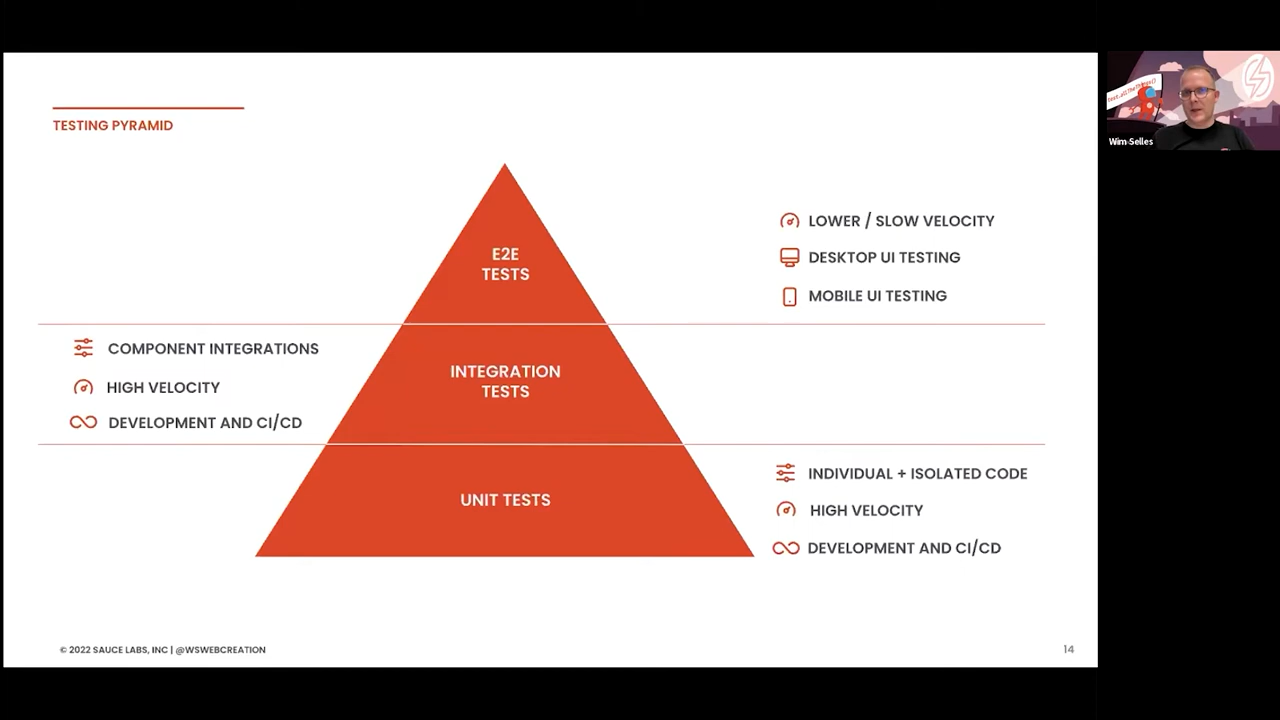 TESTING PYRAMID
E2E
TESTS
LOWER / SLOW VELOCITY
DESKTOP UI TESTING
MOBILE UI TESTING
COMPONENT INTEGRATIONS
HIGH VELOCITY
DEVELOPMENT AND CI/CD
INTEGRATION
TESTS
UNIT TESTS
INDIVIDUAL + ISOLATED CODE
HIGH VELOCITY
DEVELOPMENT AND CI/CD
© 2022 SAUCE LABS, INC | @WSWEBCREATION
14
Wim Selles